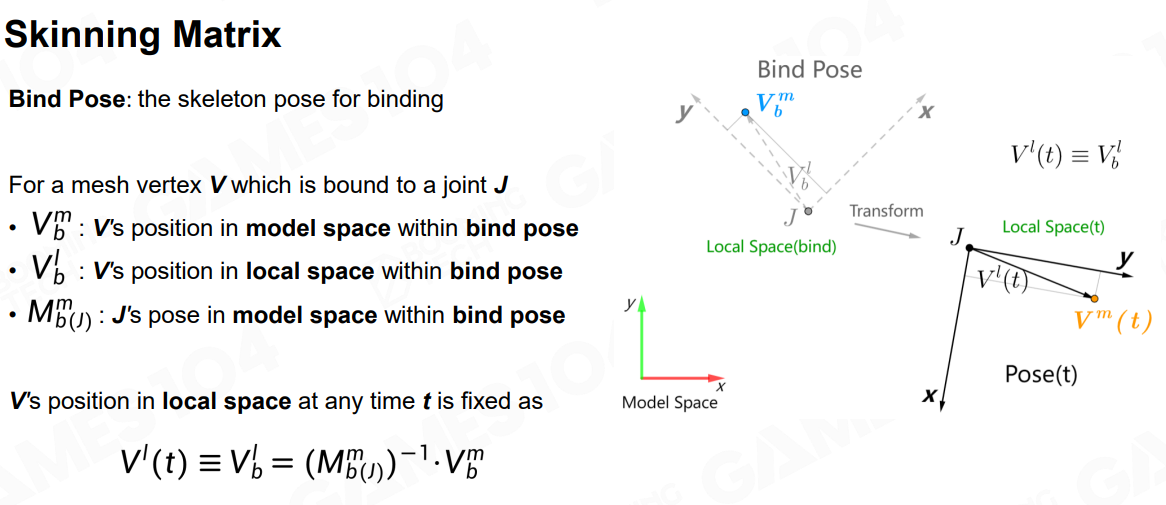 Skinning Matrix
Bind Pose: the skeleton pose for binding
For a mesh vertex V which is bound to a joint J
• V_b^m : V's position in model space within bind pose
• V_b^l : V's position in local space within bind pose
• M_{b(J)}^m : J's pose in model space within bind pose
V's position in local space at any time t is fixed as
V^l(t) ≡ V_b^l = (M_{b(J)}^m)^{-1}·V_b^m
Bind Pose
y
V_b^m
x
V_b^l
J
Local Space(bind)
Transform
V^l(t) ≡ V_b^l
Local Space(t)
J
y
V^l(t)
V^m(t)
x
Pose(t)
y
x
Model Space
GAMES104